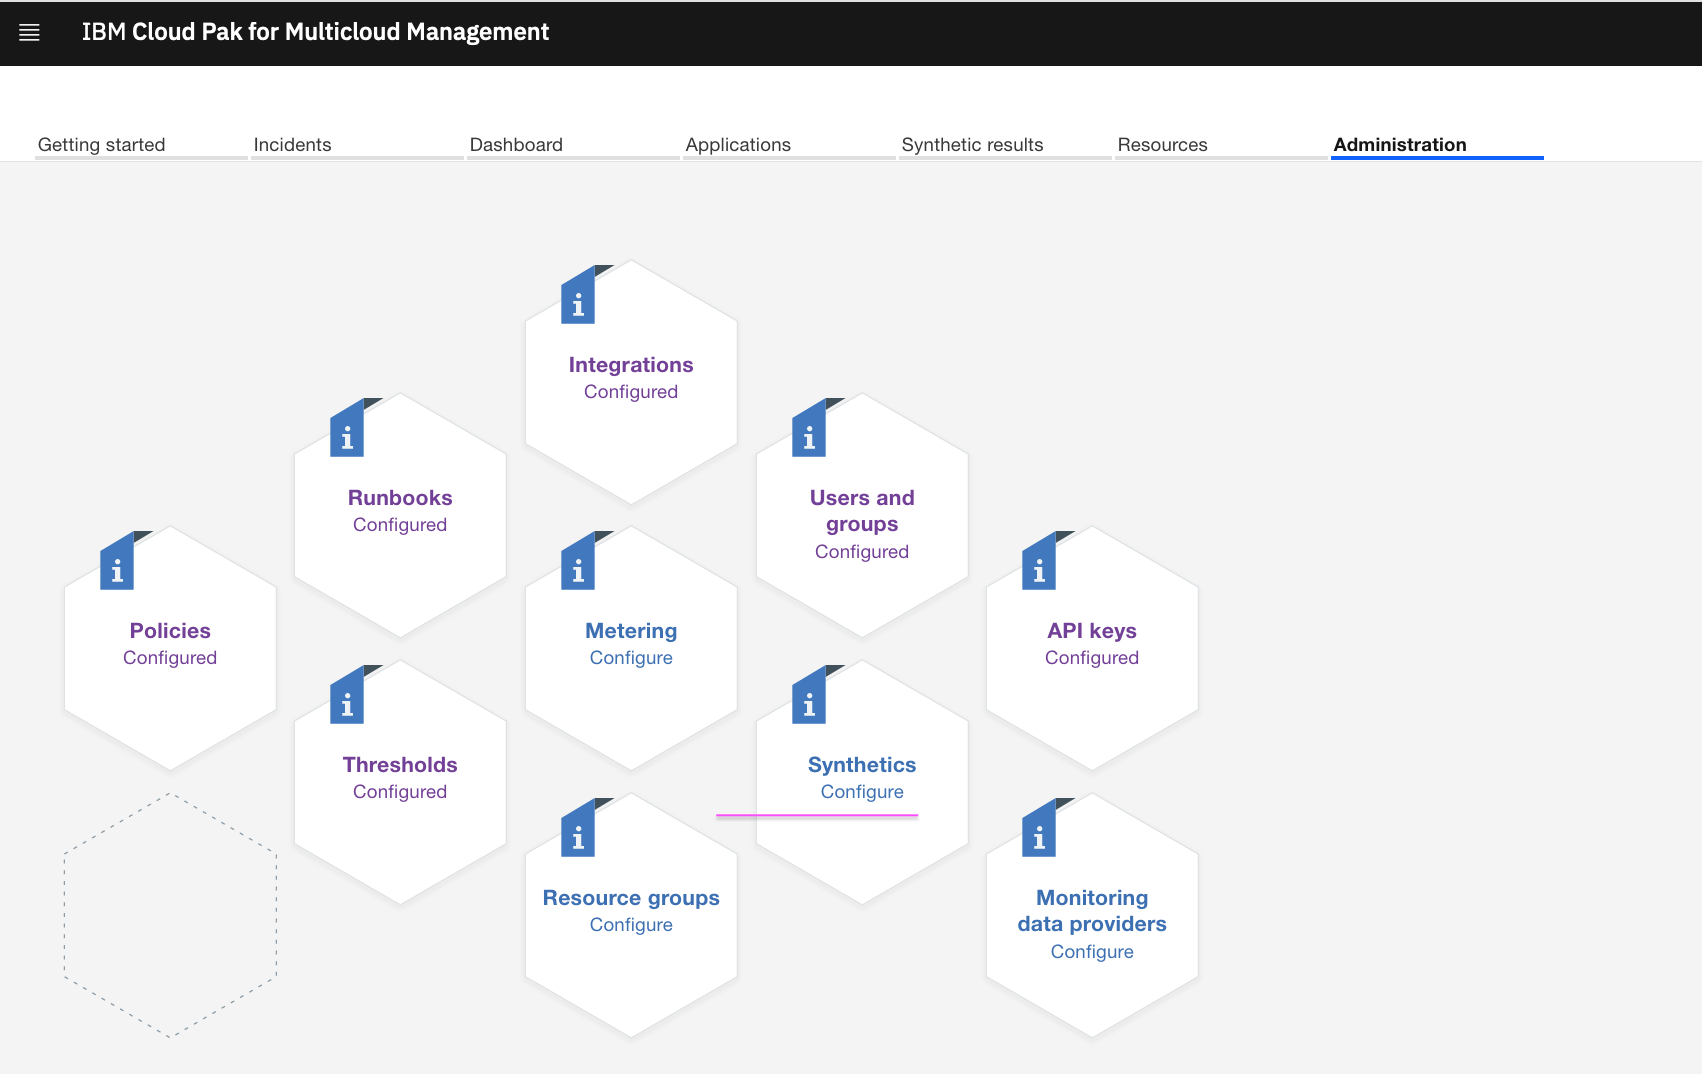 IBM Cloud Pak for Multicloud Management
Getting started
Incidents
Dashboard
Applications
Synthetic results
Resources
Administration
Integrations
Configured
Runbooks
Configured
Users and
groups
Configured
Policies
Configured
Metering
Configure
API keys
Configured
Thresholds
Configured
Synthetics
Configure
Resource groups
Configure
Monitoring
data providers
Configure